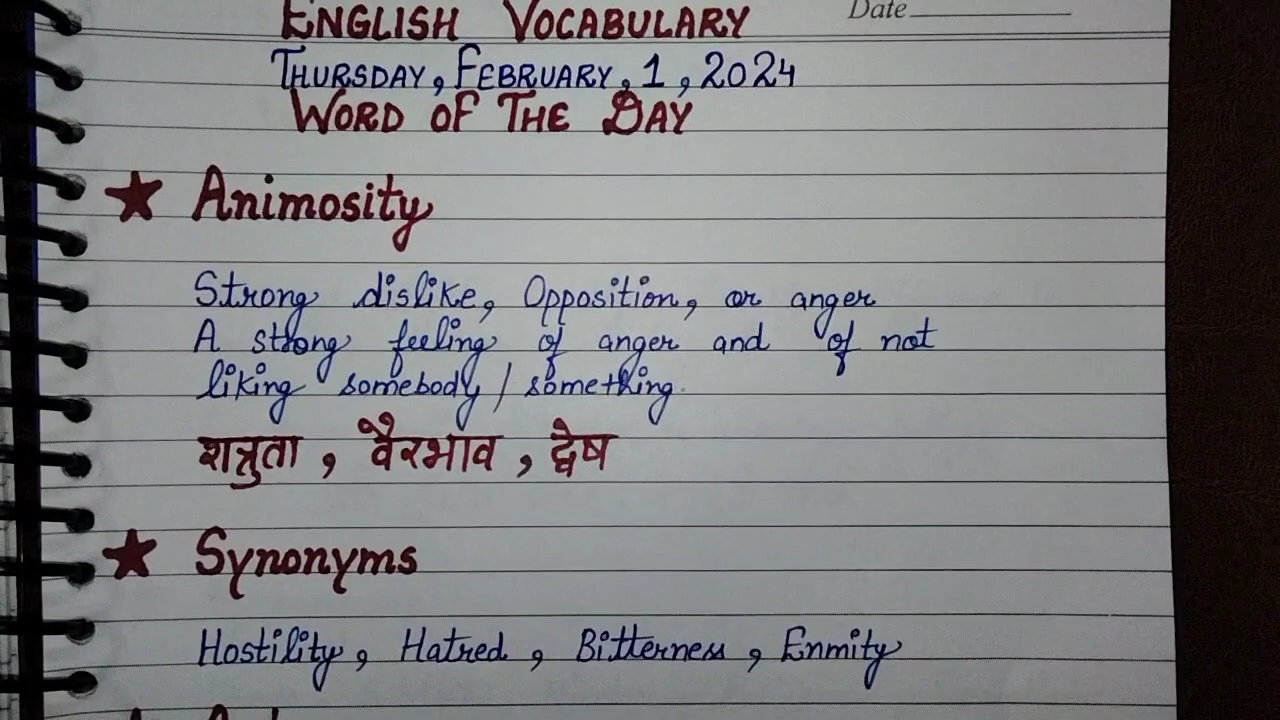 ENGLISH VOCABULARY
Date
THURSDAY, FEBRUARY, 1, 2024
WORD OF THE DAY
★ Animosity
Strong dislike, Opposition, or anger
A strong feeling of anger and of not
liking somebody / something.
शत्रुता, वैरभाव, द्वेष
★ Synonyms
Hostility, Hatred, Bitterness, Enmity